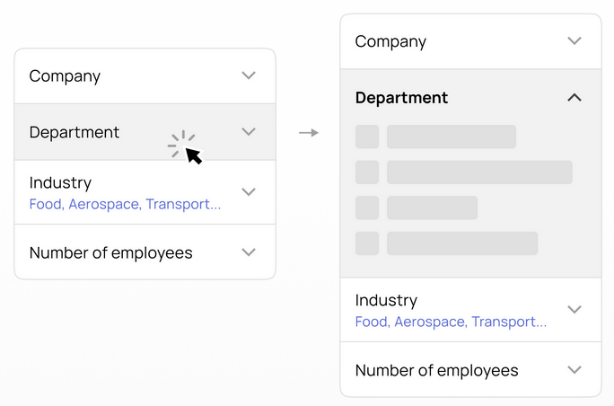 Company
Department
Industry
Food, Aerospace, Transport...
Number of employees
Company
Department
Industry
Food, Aerospace, Transport...
Number of employees